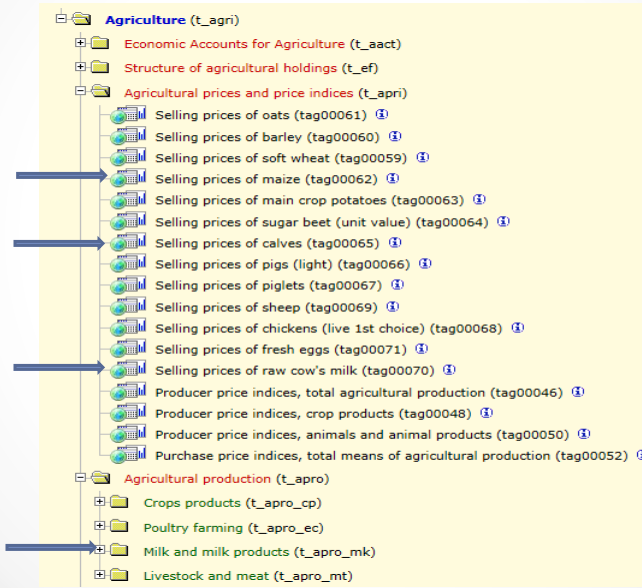 Agriculture (t_agri)
Economic Accounts for Agriculture (t_aact)
Structure of agricultural holdings (t_ef)
Agricultural prices and price indices (t_apri)
Selling prices of oats (tag00061)
Selling prices of barley (tag00060)
Selling prices of soft wheat (tag00059)
Selling prices of maize (tag00062)
Selling prices of main crop potatoes (tag00063)
Selling prices of sugar beet (unit value) (tag00064)
Selling prices of calves (tag00065)
Selling prices of pigs (light) (tag00066)
Selling prices of piglets (tag00067)
Selling prices of sheep (tag00069)
Selling prices of chickens (live 1st choice) (tag00068)
Selling prices of fresh eggs (tag00071)
Selling prices of raw cow's milk (tag00070)
Producer price indices, total agricultural production (tag00046)
Producer price indices, crop products (tag00048)
Producer price indices, animals and animal products (tag00050)
Purchase price indices, total means of agricultural production (tag00052)
Agricultural production (t_apro)
Crops products (t_apro_cp)
Poultry farming (t_apro_ec)
Milk and milk products (t_apro_mk)
Livestock and meat (t_apro_mt)